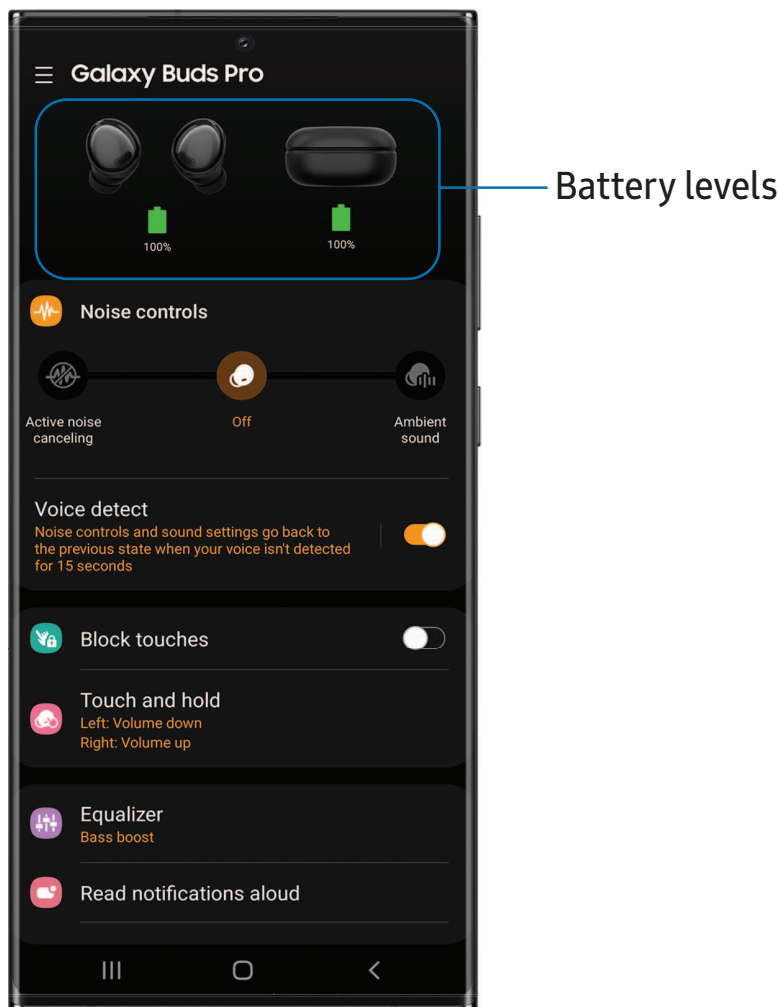 Galaxy Buds Pro
100%
100%
Battery levels
Noise controls
Active noise
canceling
Off
Ambient
sound
Voice detect
Noise controls and sound settings go back to
the previous state when your voice isn't detected
for 15 seconds
Block touches
Touch and hold
Left: Volume down
Right: Volume up
Equalizer
Bass boost
Read notifications aloud